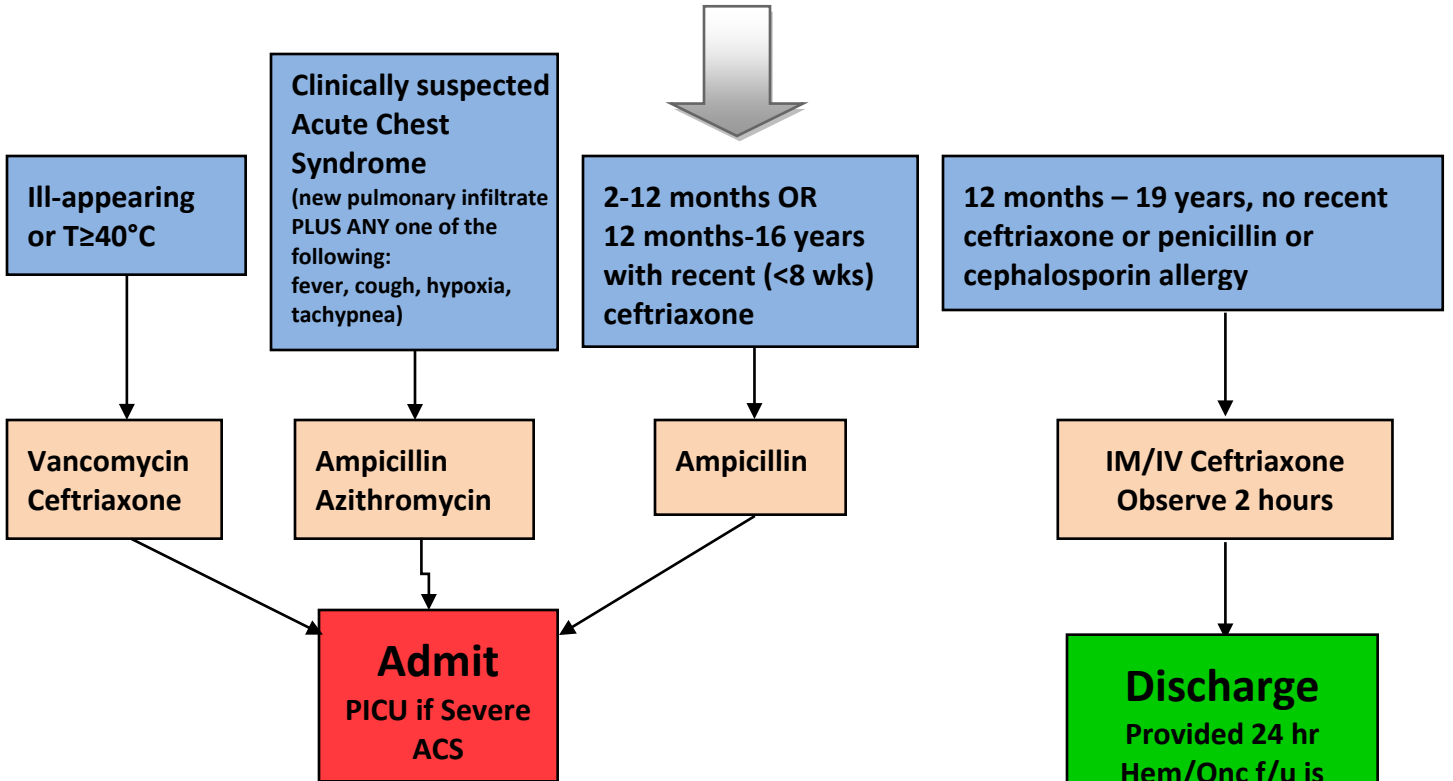 Ill-appearing
or T≥40°C
Clinically suspected
Acute Chest
Syndrome
(new pulmonary infiltrate
PLUS ANY one of the
following:
fever, cough, hypoxia,
tachypnea)
2-12 months OR
12 months-16 years
with recent (<8 wks)
ceftriaxone
12 months – 19 years, no recent
ceftriaxone or penicillin or
cephalosporin allergy
Vancomycin
Ceftriaxone
Ampicillin
Azithromycin
Ampicillin
IM/IV Ceftriaxone
Observe 2 hours
Admit
PICU if Severe
ACS
Discharge
Provided 24 hr
Hem/Onc f/u is